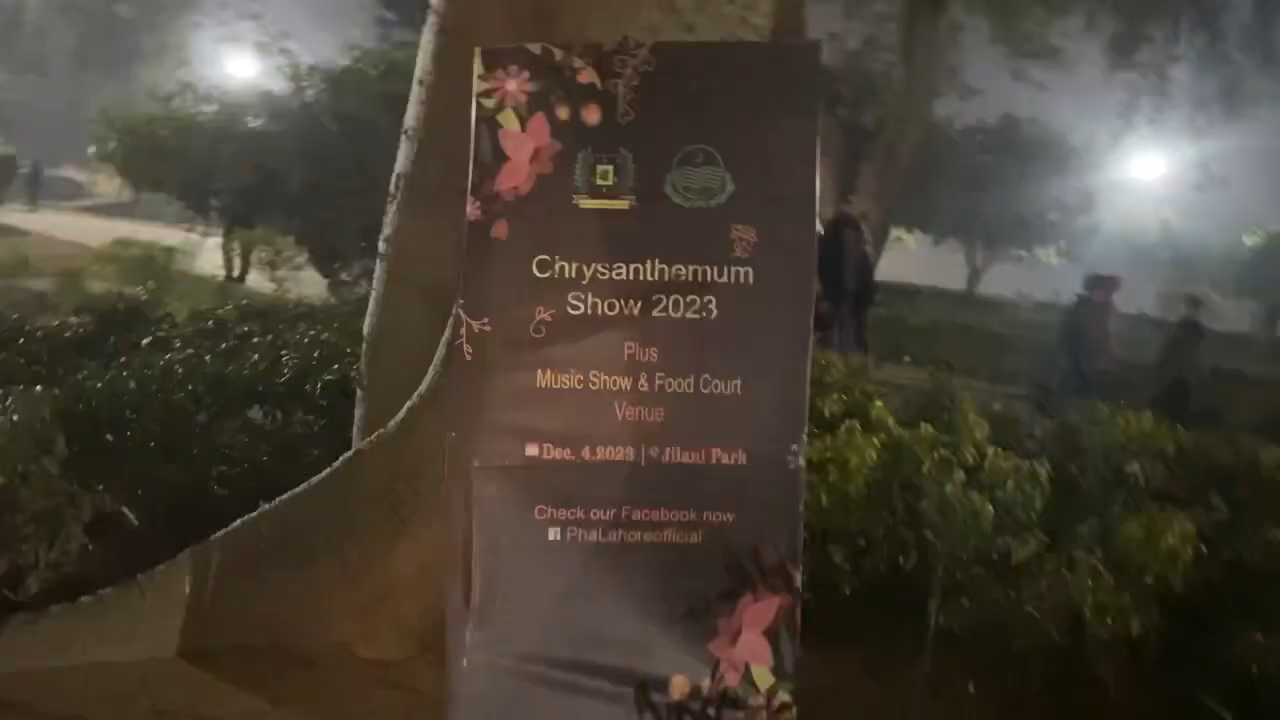 Chrysanthemum
Show 2023
Plus
Music Show & Food Court
Venue
Dec. 4.2023 | Jilani Park
Check our Facebook now
PhaLahoreofficial